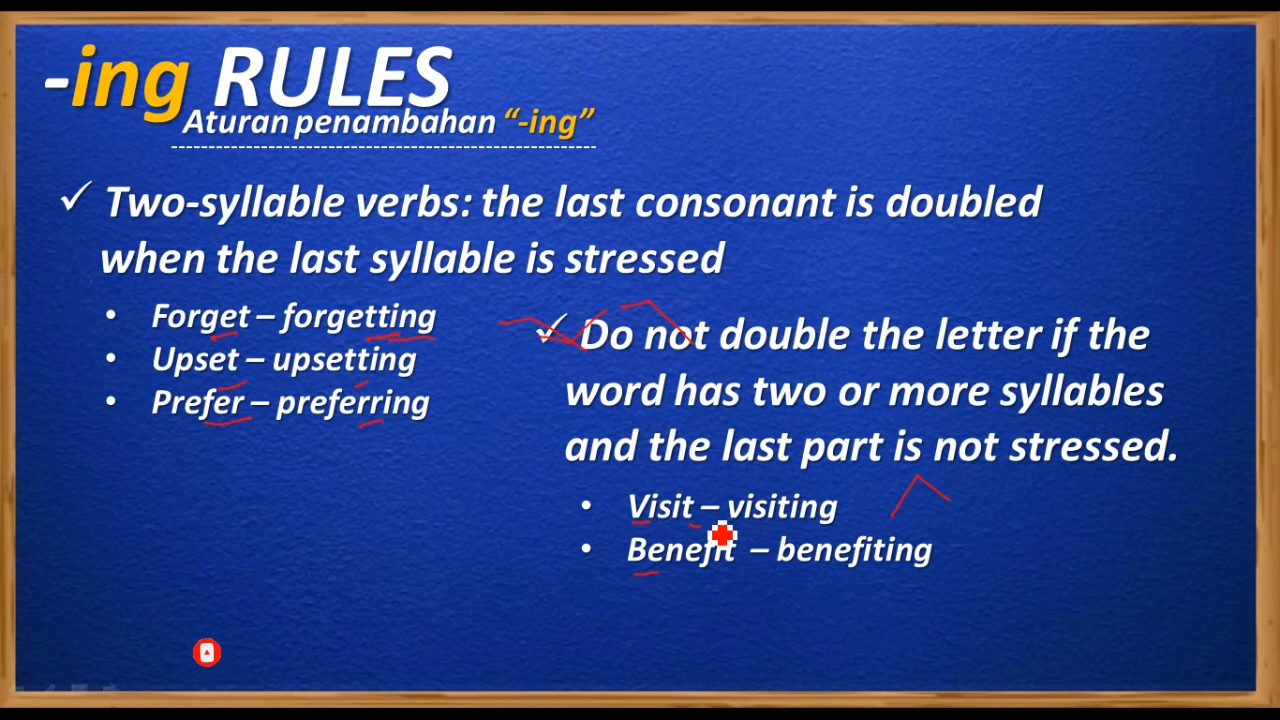 -ing RULES
Aturan penambahan “-ing”
✓ Two-syllable verbs: the last consonant is doubled
when the last syllable is stressed
• Forget – forgetting
• Upset – upsetting
• Prefer – preferring
✓ Do not double the letter if the
word has two or more syllables
and the last part is not stressed.
• Visit – visiting
• Benefit – benefiting